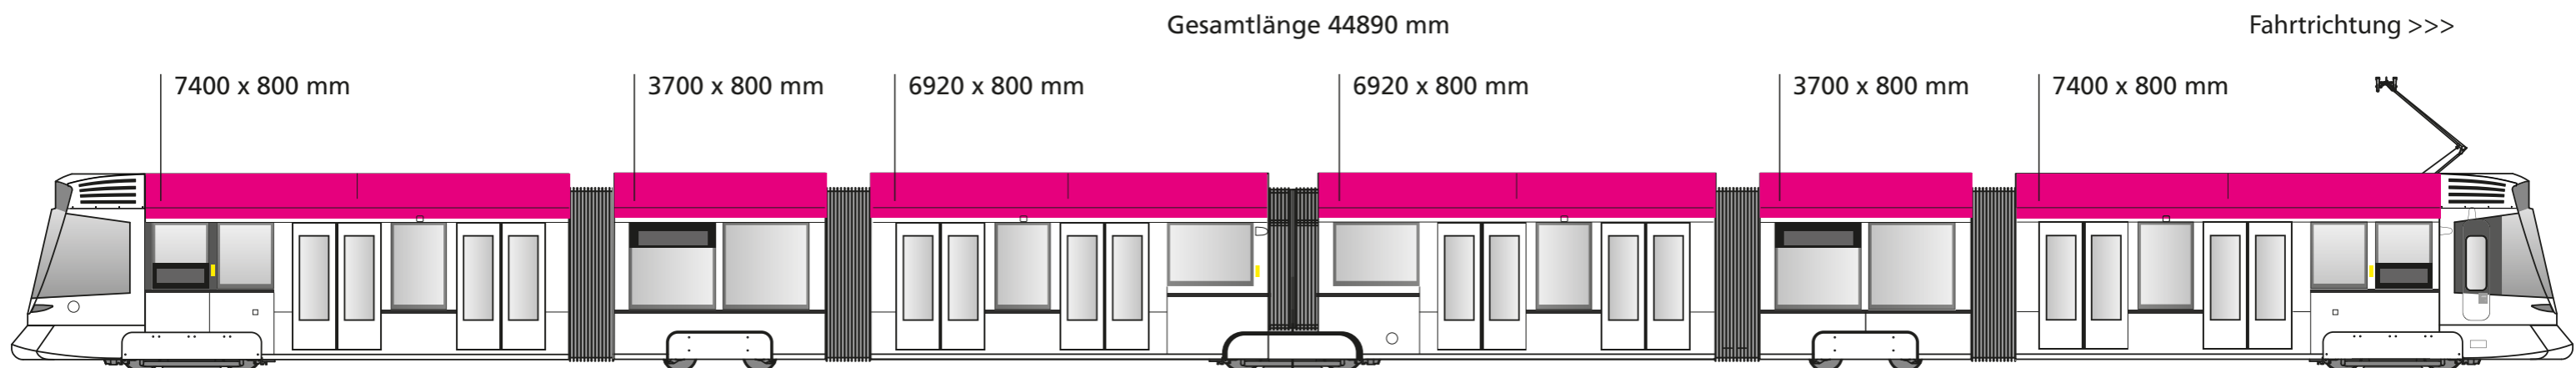 Gesamtlänge 44890 mm
Fahrtrichtung >>>
7400 x 800 mm
3700 x 800 mm
6920 x 800 mm
6920 x 800 mm
3700 x 800 mm
7400 x 800 mm